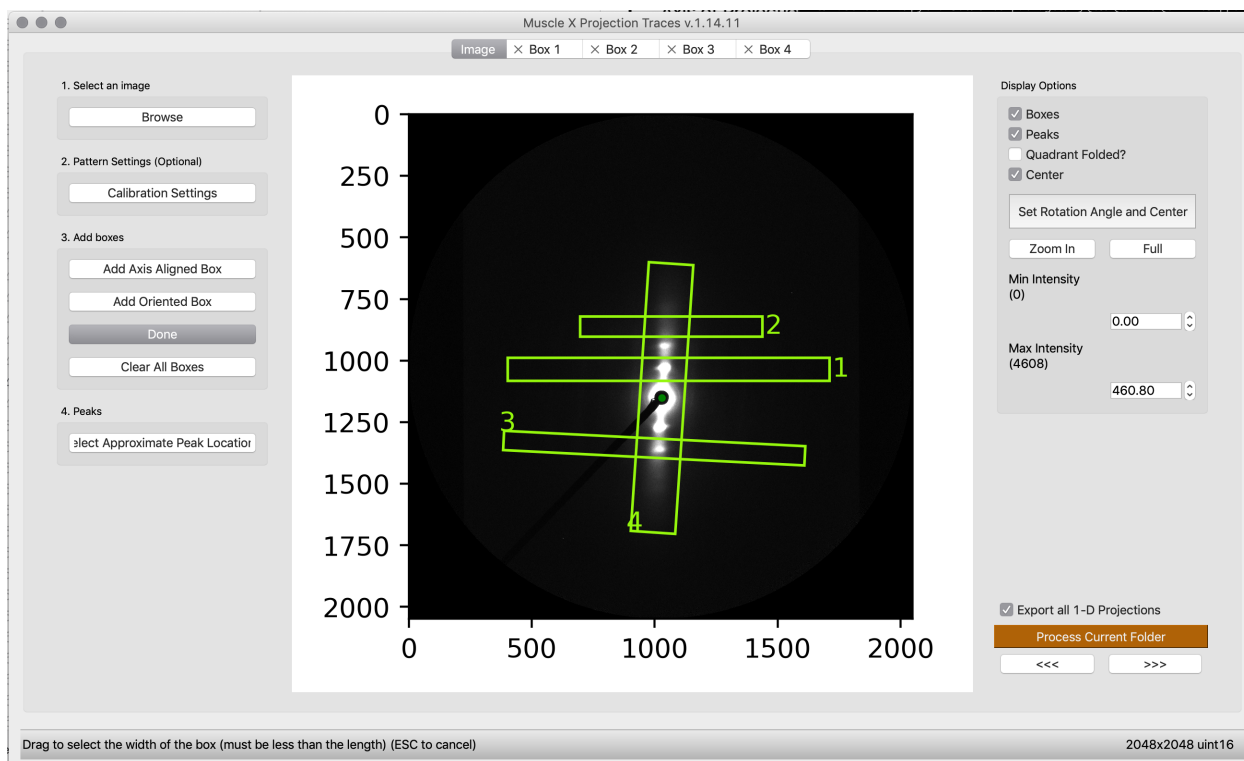 Muscle X Projection Traces v.1.14.11
Image × Box 1 × Box 2 × Box 3 × Box 4
1. Select an image
Browse
2. Pattern Settings (Optional)
Calibration Settings
3. Add boxes
Add Axis Aligned Box
Add Oriented Box
Done
Clear All Boxes
4. Peaks
elect Approximate Peak Location
0
250
500
750
1000
1250
1500
1750
2000
0 500 1000 1500 2000
2
1
3
4
Display Options
Boxes
Peaks
Quadrant Folded?
Center
Set Rotation Angle and Center
Zoom In Full
Min Intensity
(0)
0.00
Max Intensity
(4608)
460.80
Export all 1-D Projections
Process Current Folder
<<< >>>
Drag to select the width of the box (must be less than the length) (ESC to cancel)
2048x2048 uint16